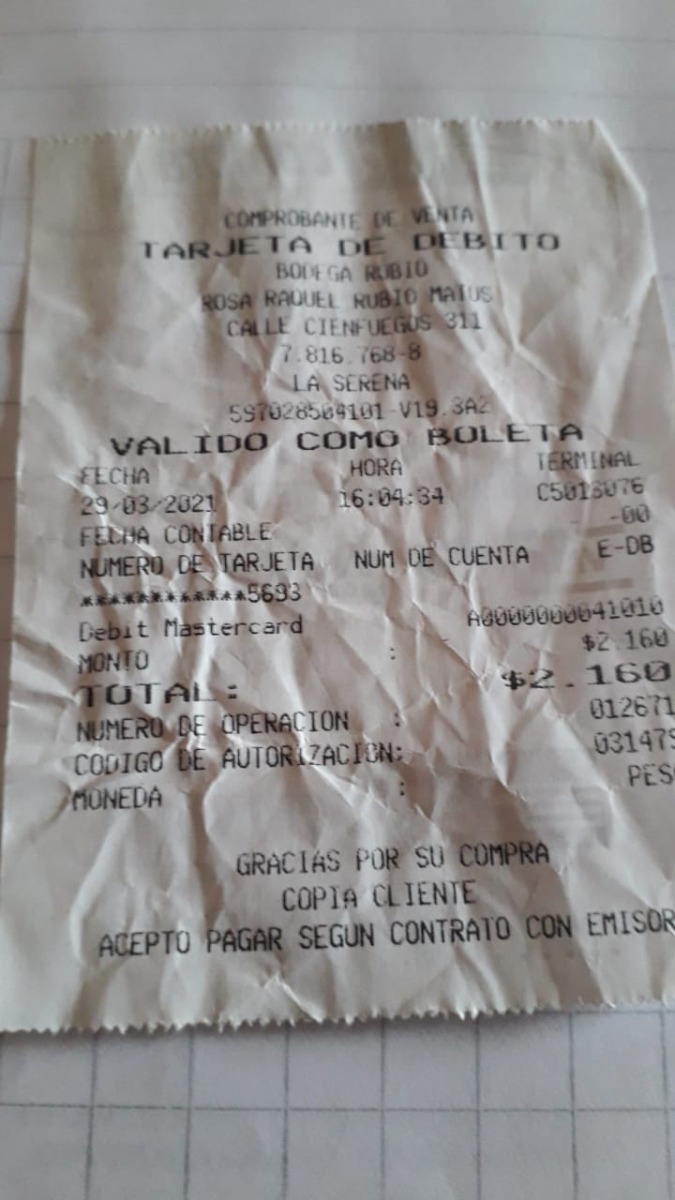 COMPROBANTE DE VENTA
TARJETA DE DEBITO
BODEGA RUBIO
ROSA RAQUEL RUBIO MATUS
CALLE CIENFUEGOS 311
7.816.768-8
LA SERENA
597028504101-V19.3A2
VALIDO COMO BOLETA
FECHA HORA TERMINAL
29/03/2021 16:04:34 C5013076
FECHA CONTABLE - -00
NUMERO DE TARJETA NUM DE CUENTA E-DB
************5693
Debit Mastercard A0000000041010
MONTO : $2.160
TOTAL: $2.160
NUMERO DE OPERACION : 012671
CODIGO DE AUTORIZACION: 031479
MONEDA : PESO
GRACIAS POR SU COMPRA
COPIA CLIENTE
ACEPTO PAGAR SEGUN CONTRATO CON EMISOR